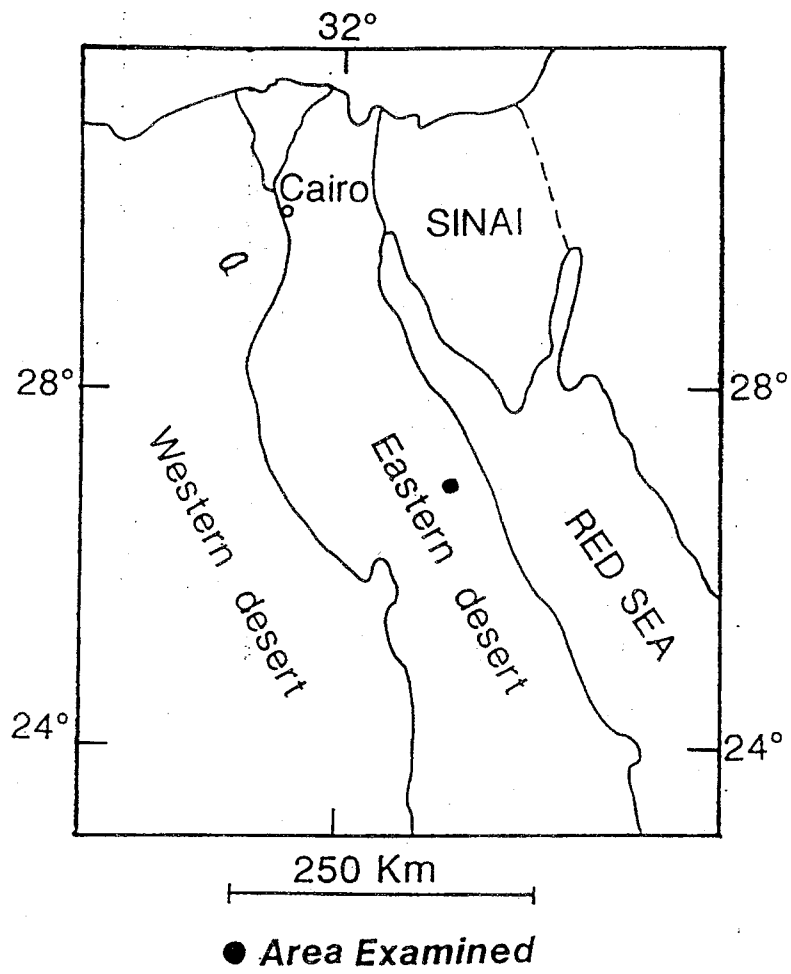 32°
Cairo
SINAI
28°
28°
Western desert
Eastern desert
RED SEA
24°
24°
250 Km
Area Examined